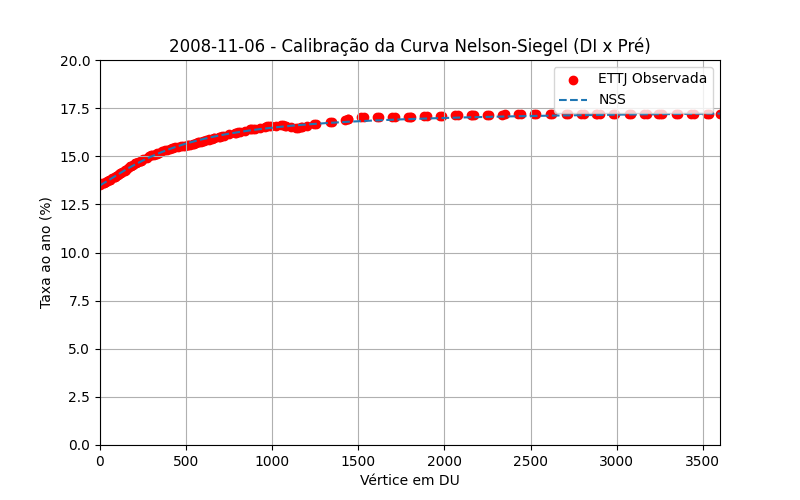 2008-11-06 - Calibração da Curva Nelson-Siegel (DI x Pré)
ETTJ Observada
NSS
Taxa ao ano (%)
20.0
17.5
15.0
12.5
10.0
7.5
5.0
2.5
0.0
0 500 1000 1500 2000 2500 3000 3500
Vértice em DU